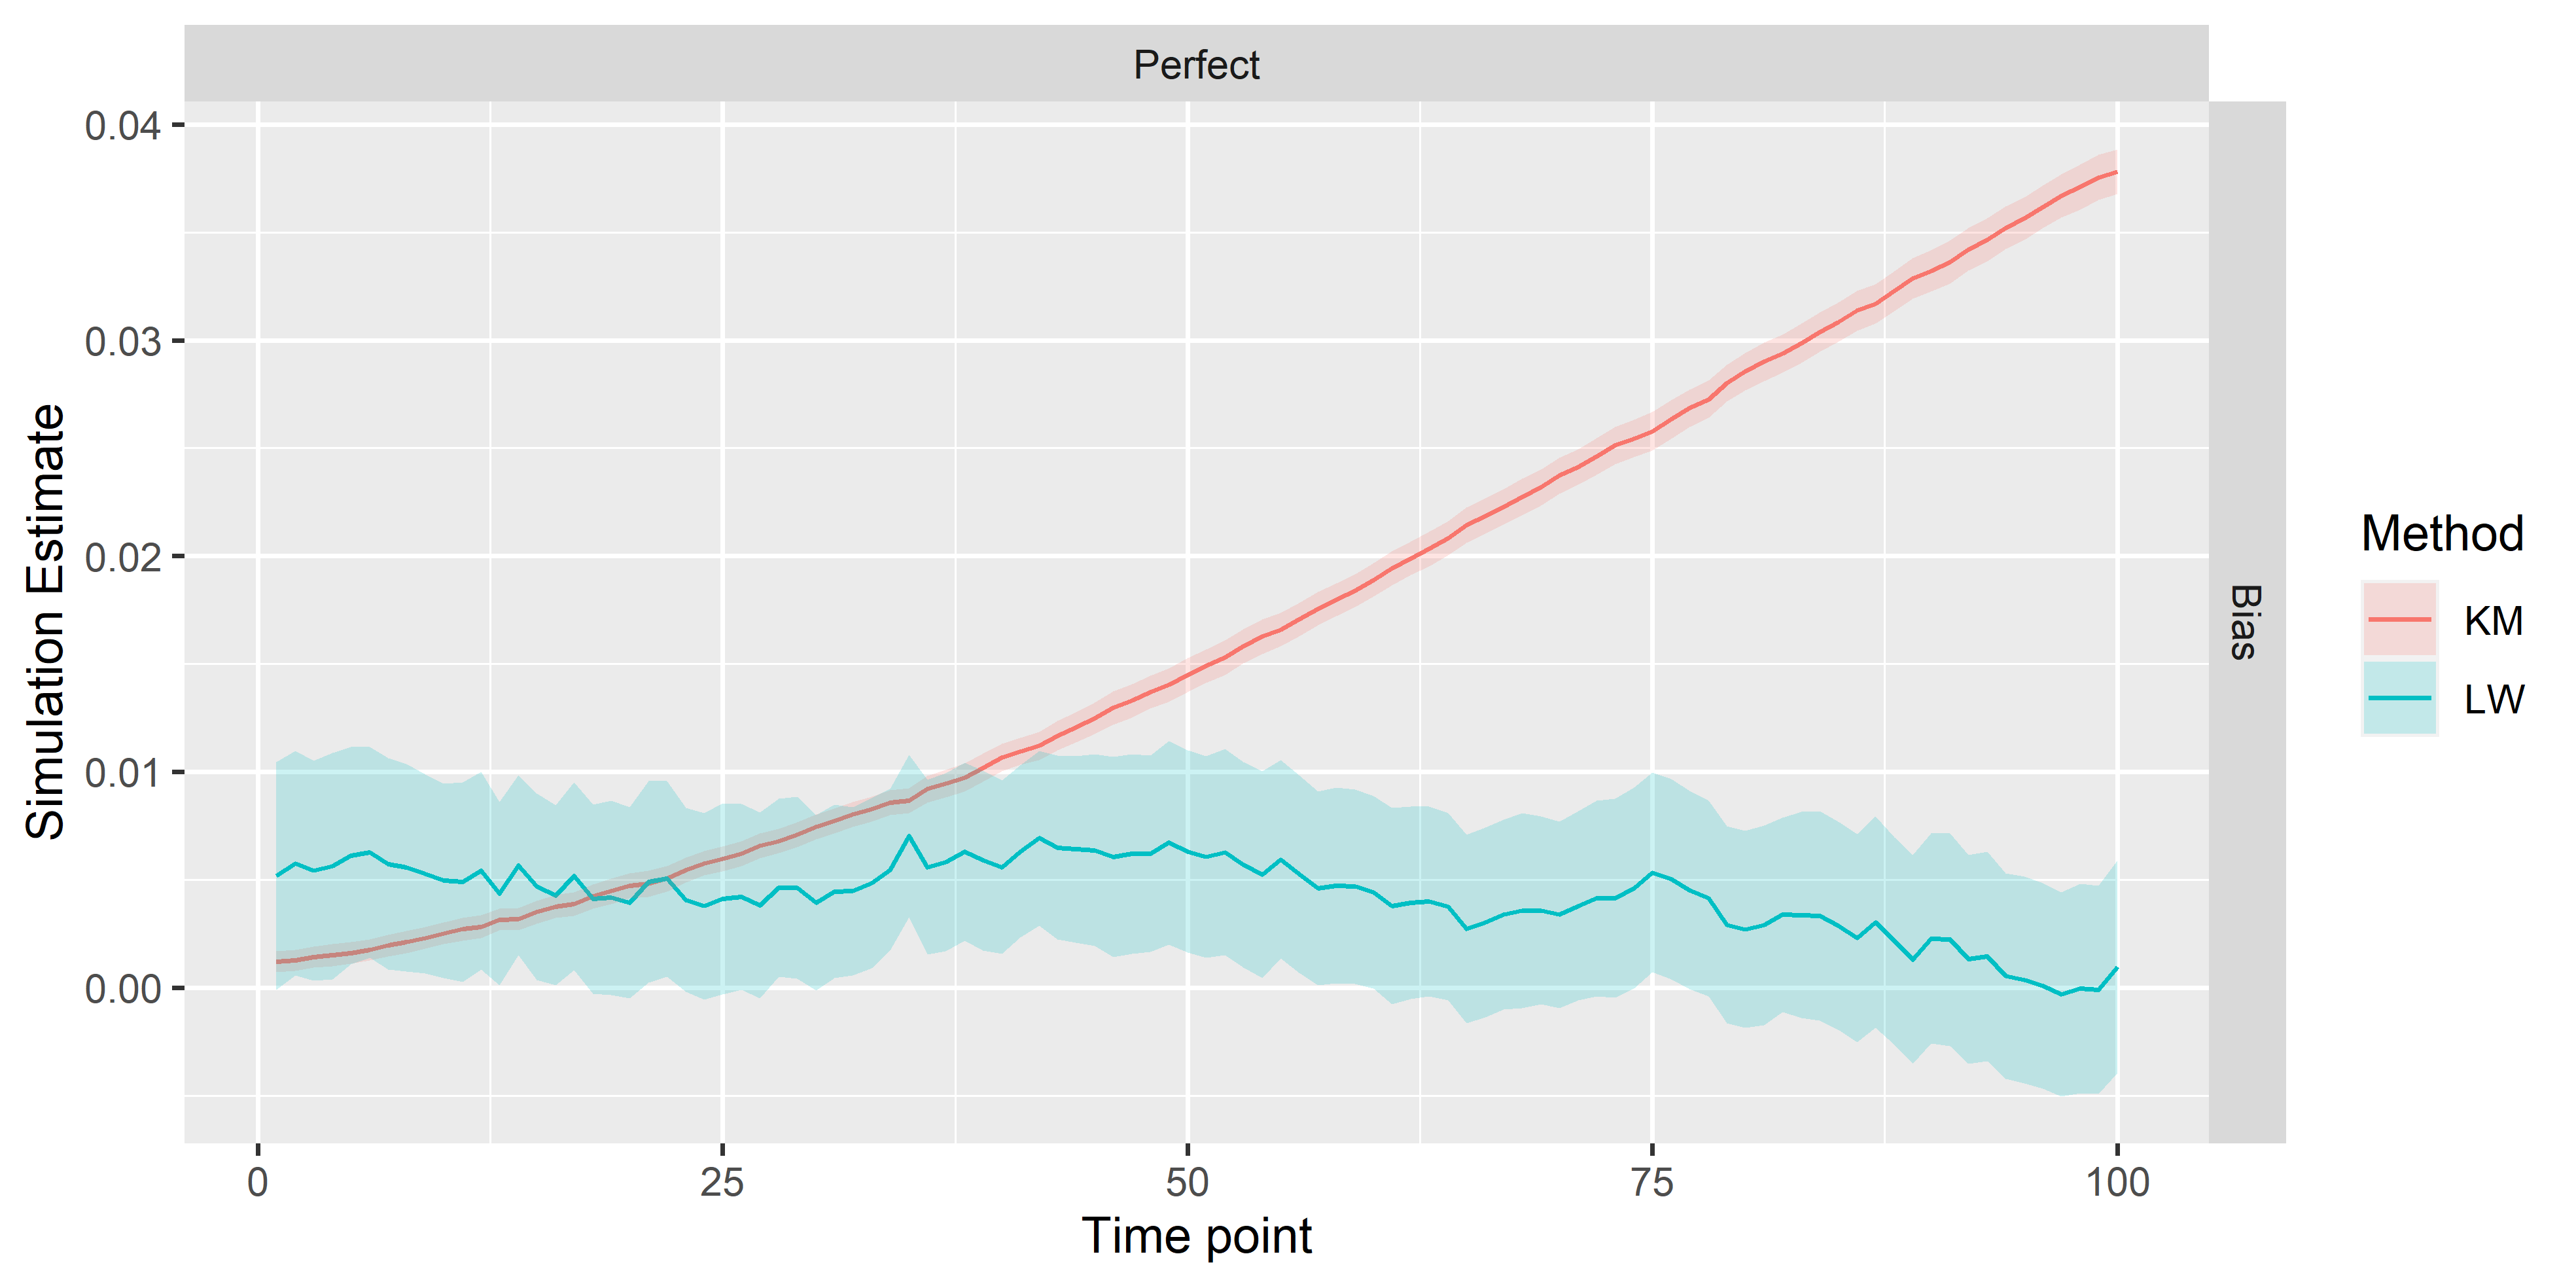 Perfect
Bias
Simulation Estimate
0.04
0.03
0.02
0.01
0.00
0 25 50 75 100
Time point
Method
KM
LW